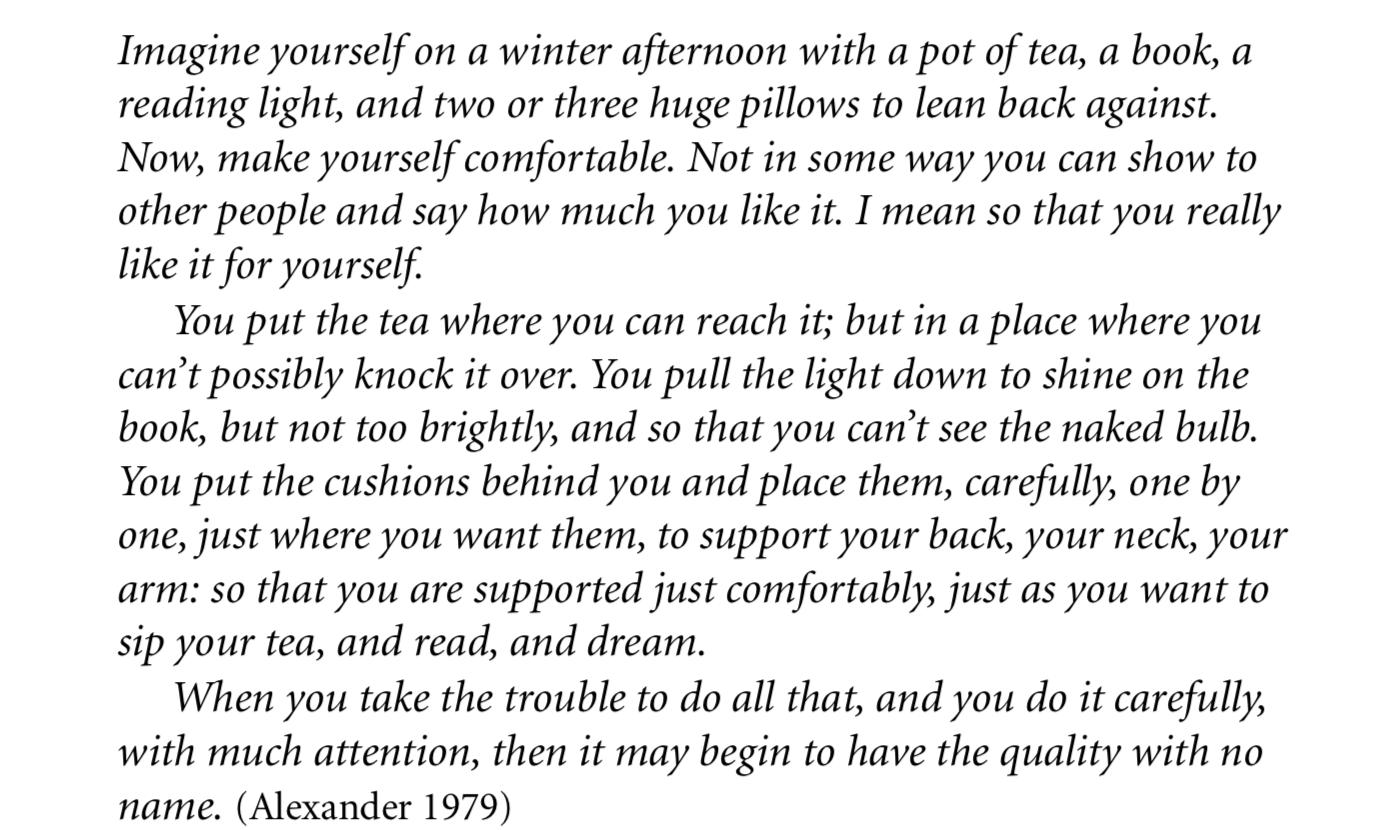 Imagine yourself on a winter afternoon with a pot of tea, a book, a
reading light, and two or three huge pillows to lean back against.
Now, make yourself comfortable. Not in some way you can show to
other people and say how much you like it. I mean so that you really
like it for yourself.
You put the tea where you can reach it; but in a place where you
can’t possibly knock it over. You pull the light down to shine on the
book, but not too brightly, and so that you can’t see the naked bulb.
You put the cushions behind you and place them, carefully, one by
one, just where you want them, to support your back, your neck, your
arm: so that you are supported just comfortably, just as you want to
sip your tea, and read, and dream.
When you take the trouble to do all that, and you do it carefully,
with much attention, then it may begin to have the quality with no
name. (Alexander 1979)